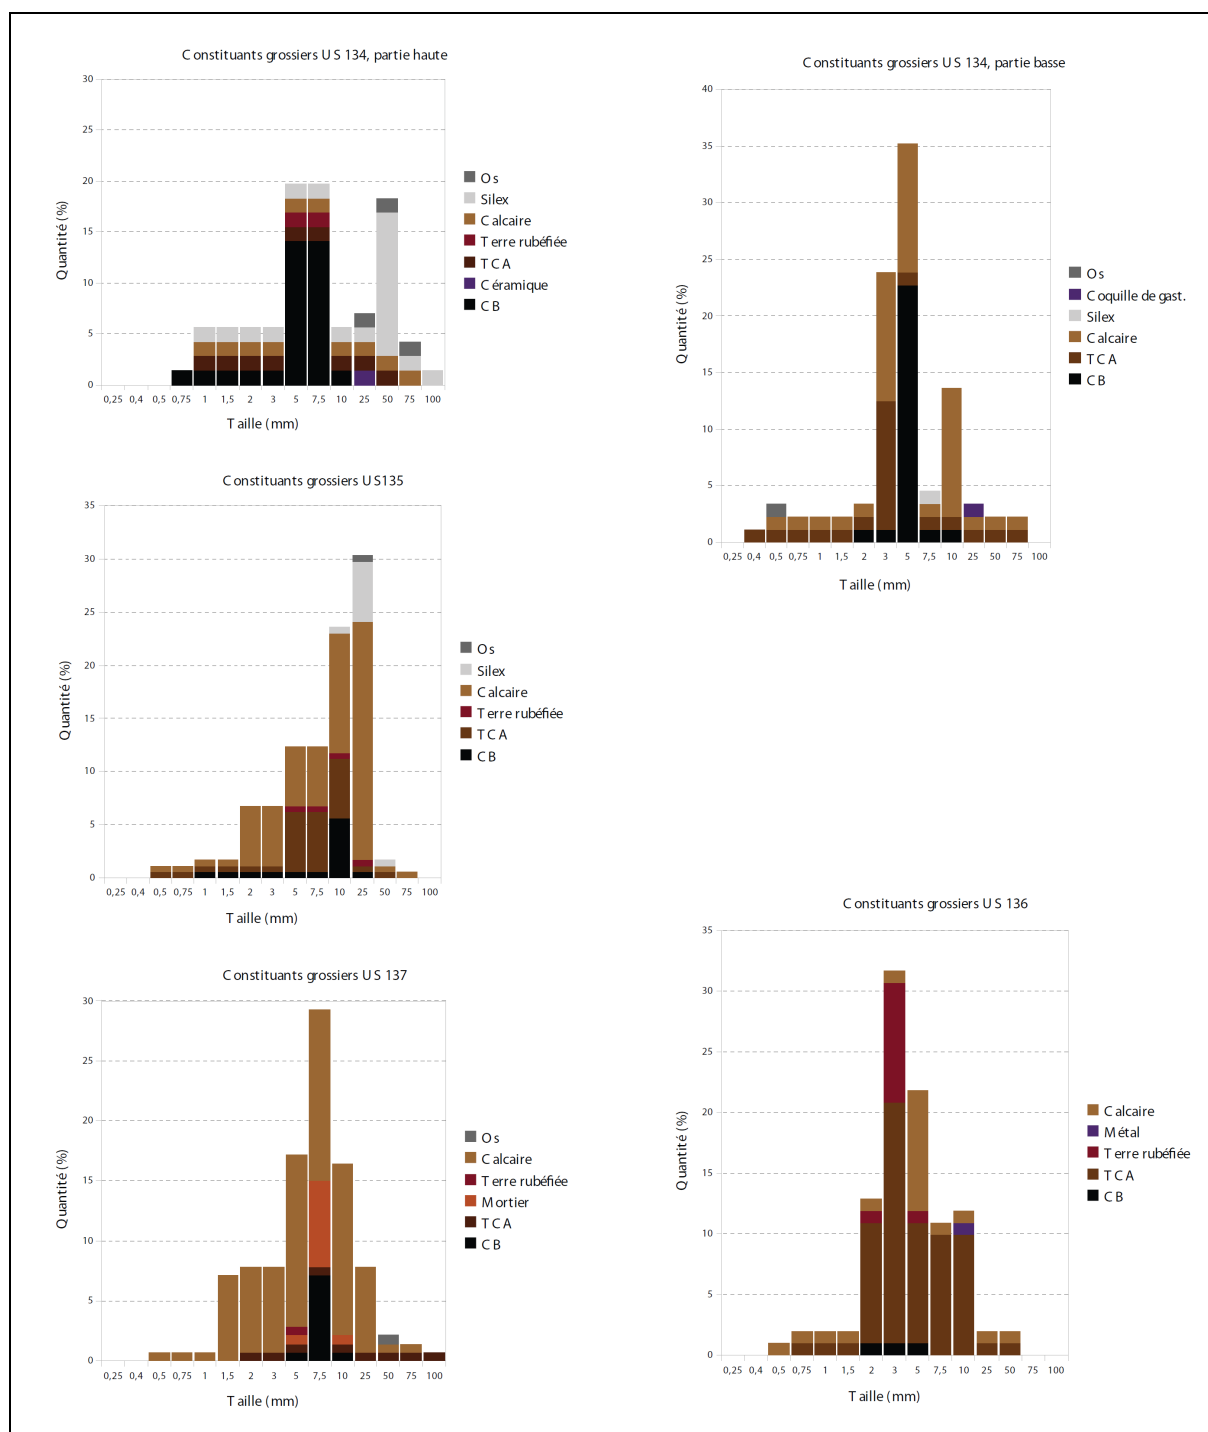 Constituants grossiers US 134, partie haute
30
25
20
15
10
5
0
Quantité (%)
0,25 0,4 0,5 0,75 1 2 3 5 7,5 10 25 50 75 100
Taille (mm)
Os
Silex
Calcaire
Terre rubéfiée
TCA
Céramique
CB
Constituants grossiers US 134, partie basse
40
35
30
25
20
15
10
5
0
Quantité (%)
0,25 0,4 0,5 0,75 1 1,5 2 3 5 7,5 10 25 50 75 100
Taille (mm)
Os
Coquille de gast.
Silex
Calcaire
TCA
CB
Constituants grossiers US135
35
30
25
20
15
10
5
0
Quantité (%)
0,25 0,4 0,5 0,75 1 1,5 2 3 5 7,5 10 25 50 75 100
Taille (mm)
Os
Silex
Calcaire
Terre rubéfiée
TCA
CB
Constituants grossiers US 136
35
30
25
20
15
10
5
0
Quantité (%)
0,25 0,4 0,5 0,75 1 1,5 2 3 5 7,5 10 25 50 75 100
Taille (mm)
Calcaire
Métal
Terre rubéfiée
TCA
CB
Constituants grossiers US 137
30
25
20
15
10
5
0
Quantité (%)
0,25 0,4 0,5 0,75 1 1,5 2 3 5 7,5 10 25 50 75 100
Taille (mm)
Os
Calcaire
Terre rubéfiée
Mortier
TCA
CB